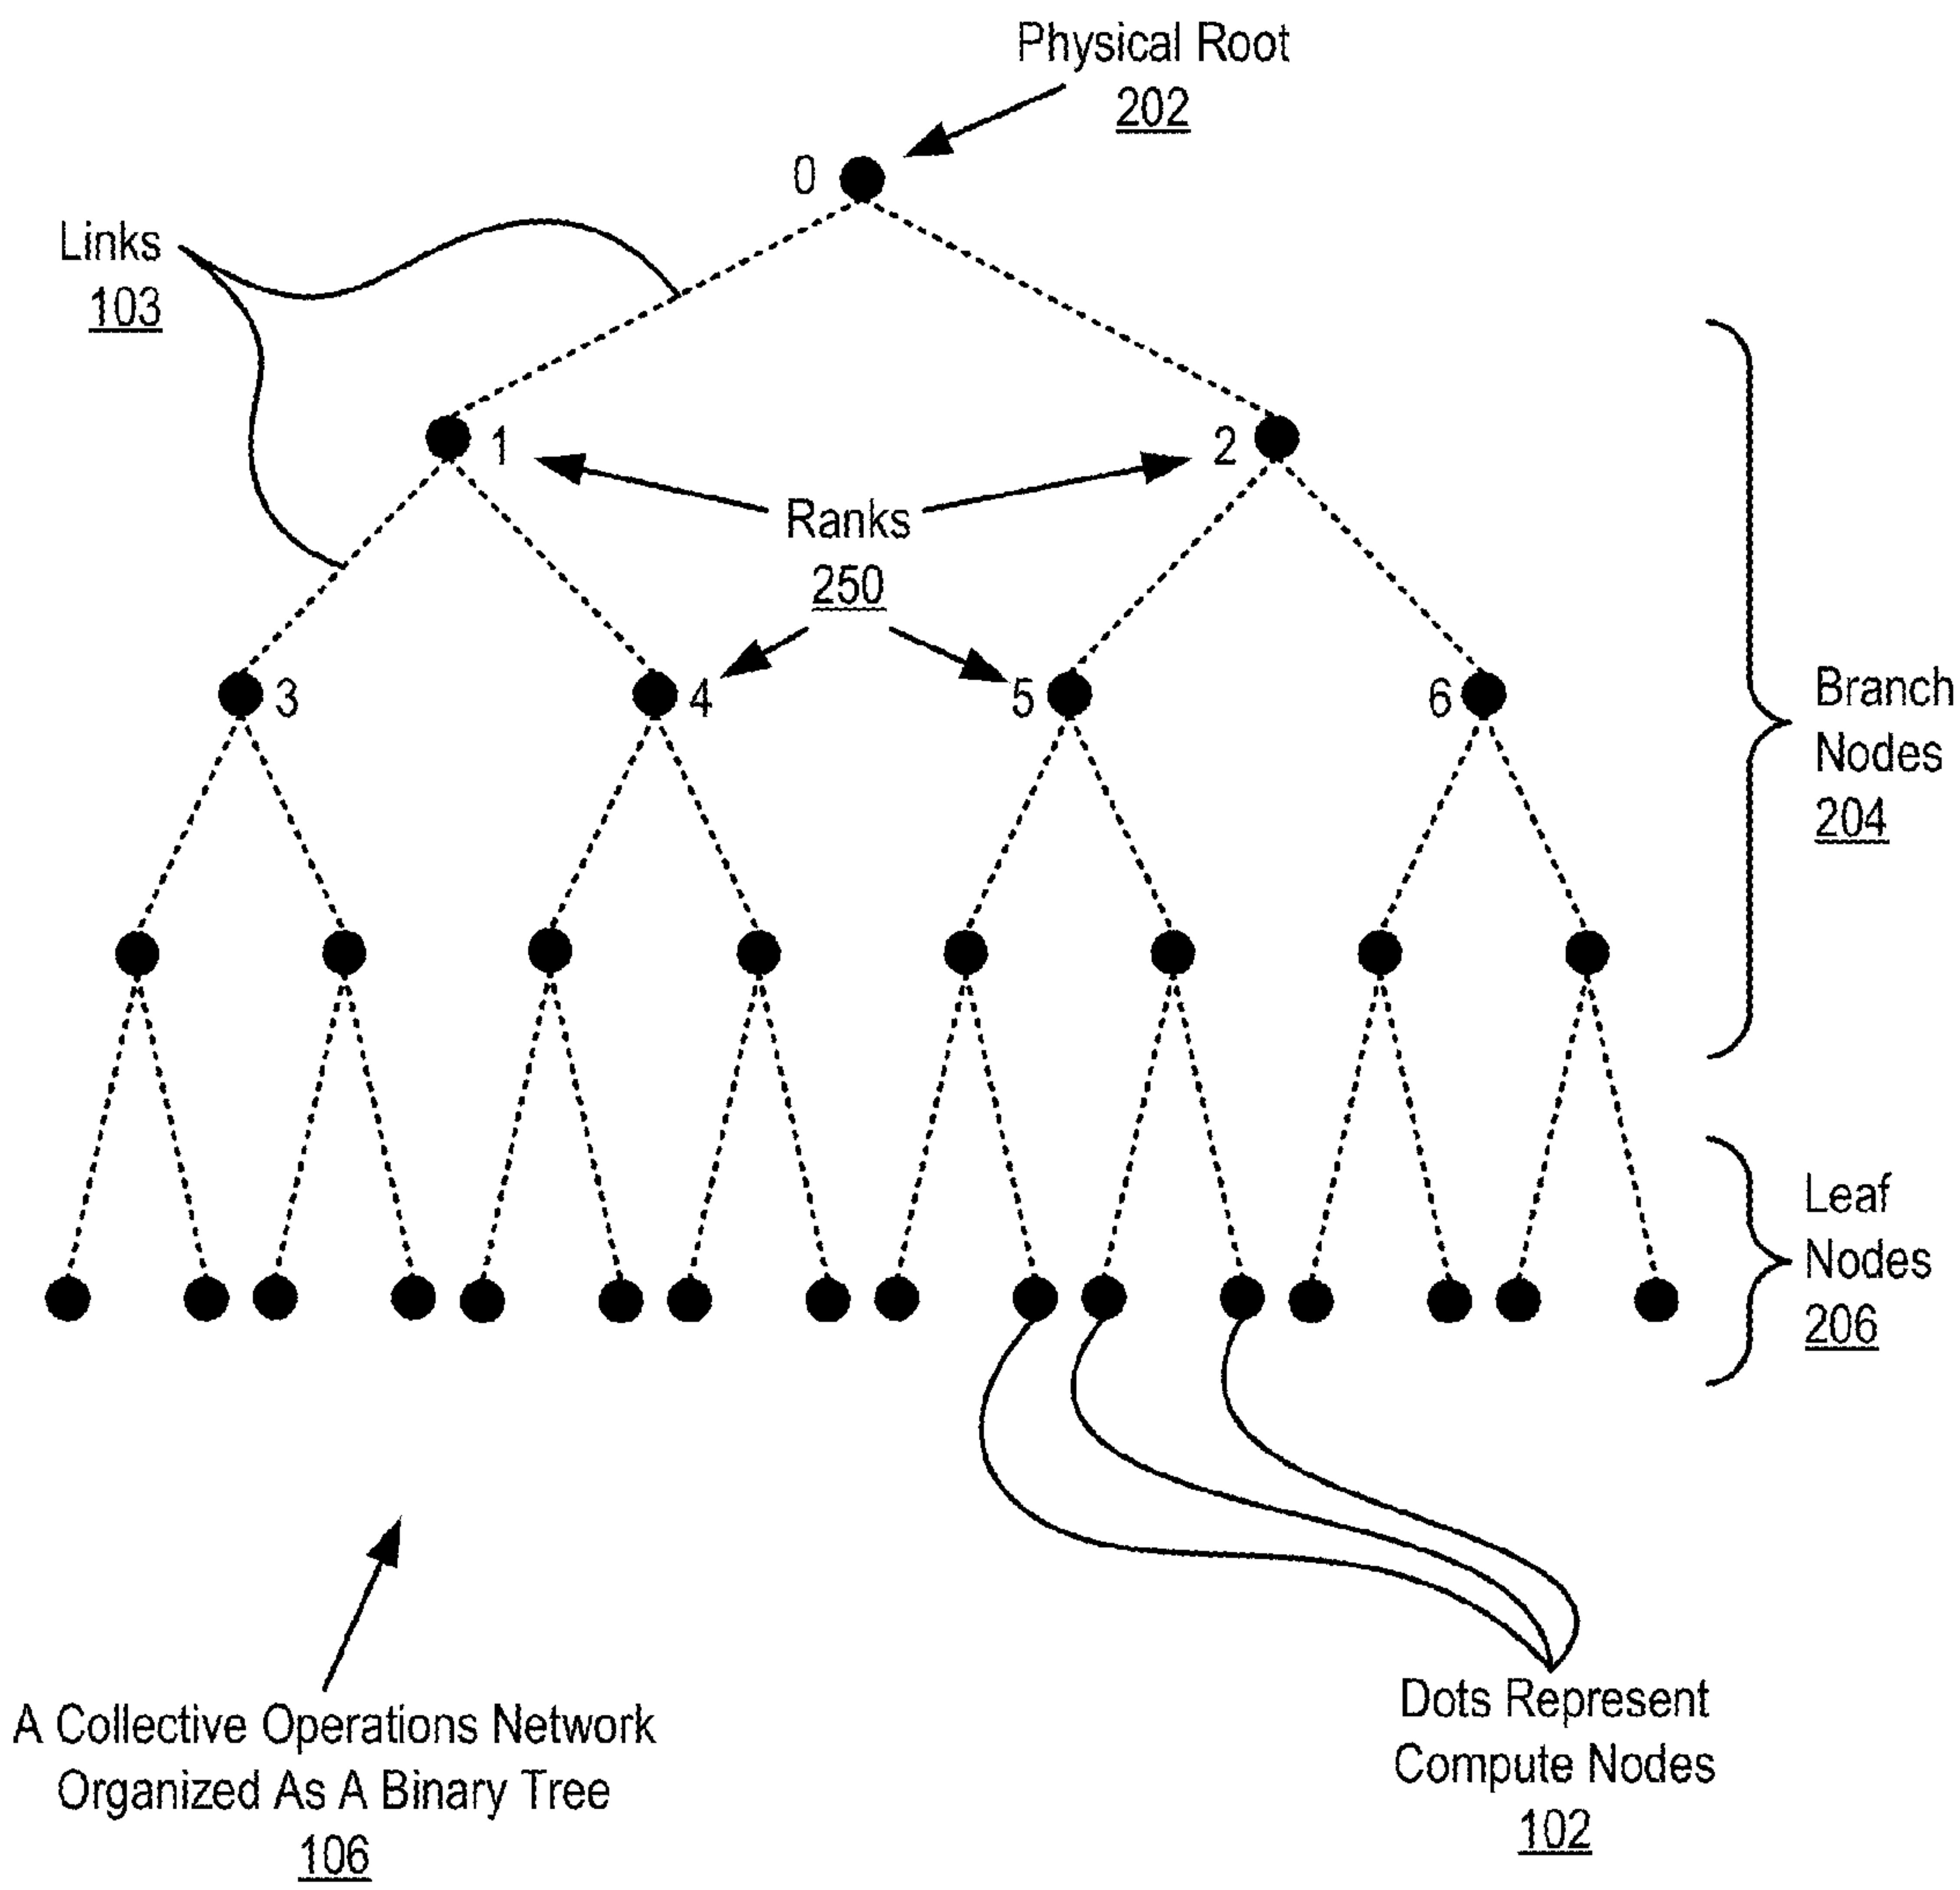 Physical Root
202
0
Links
103
1
2
Ranks
250
3
4
5
6
Branch
Nodes
204
Leaf
Nodes
206
A Collective Operations Network
Organized As A Binary Tree
106
Dots Represent
Compute Nodes
102